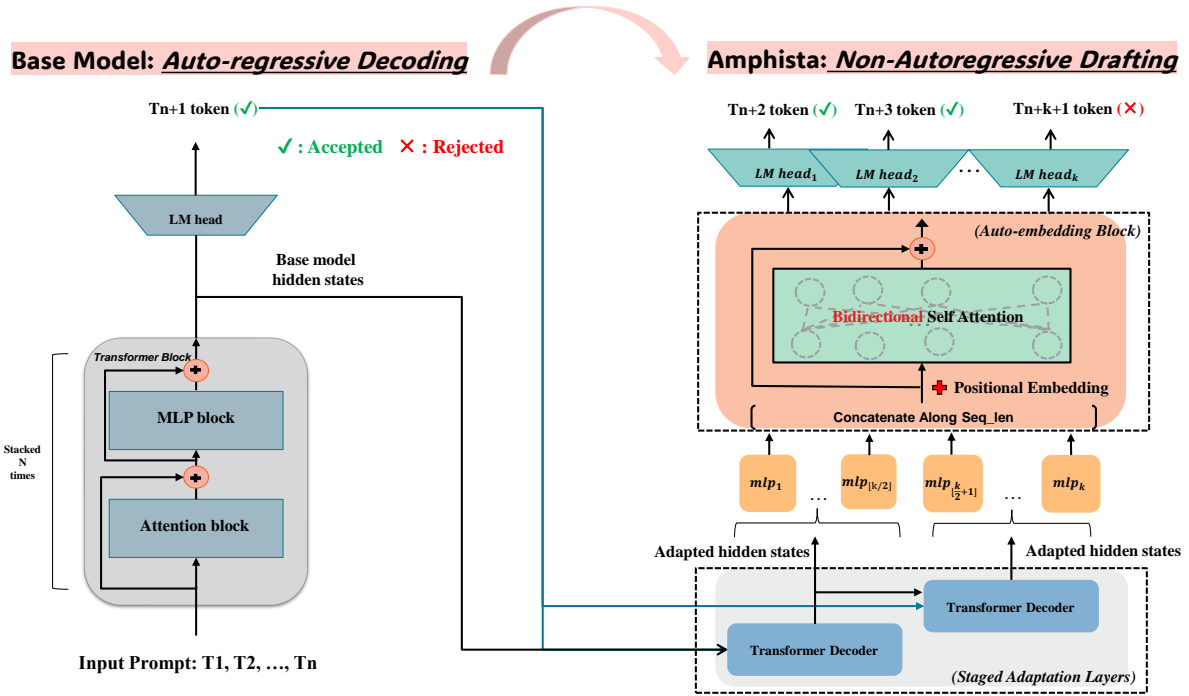 Base Model: Auto-regressive Decoding
Tn+1 token (✓)
✓ : Accepted ✕ : Rejected
LM head
Base model
hidden states
Transformer Block
MLP block
Attention block
Stacked
N
times
Input Prompt: T1, T2, …, Tn
Amphista: Non-Autoregressive Drafting
Tn+2 token (✓) Tn+3 token (✓) Tn+k+1 token (✕)
LM head₁ LM head₂ … LM headₖ
(Auto-embedding Block)
Bidirectional Self Attention
...
+ Positional Embedding
Concatenate Along Seq_len
mlp₁ … mlp⌊k/2⌋ mlp⌊k/2+1⌋ … mlpₖ
Adapted hidden states Adapted hidden states
Transformer Decoder
Transformer Decoder
(Staged Adaptation Layers)